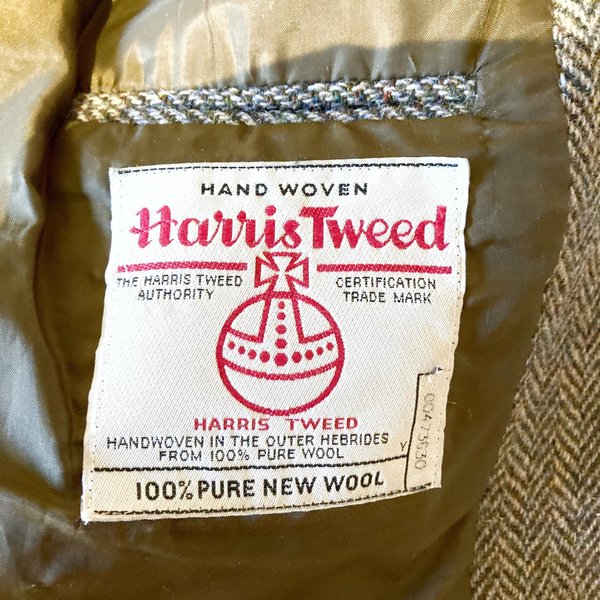 HAND WOVEN
Harris Tweed
THE HARRIS TWEED AUTHORITY
CERTIFICATION TRADE MARK
HARRIS TWEED
HANDWOVEN IN THE OUTER HEBRIDES
FROM 100% PURE WOOL
100% PURE NEW WOOL
Y